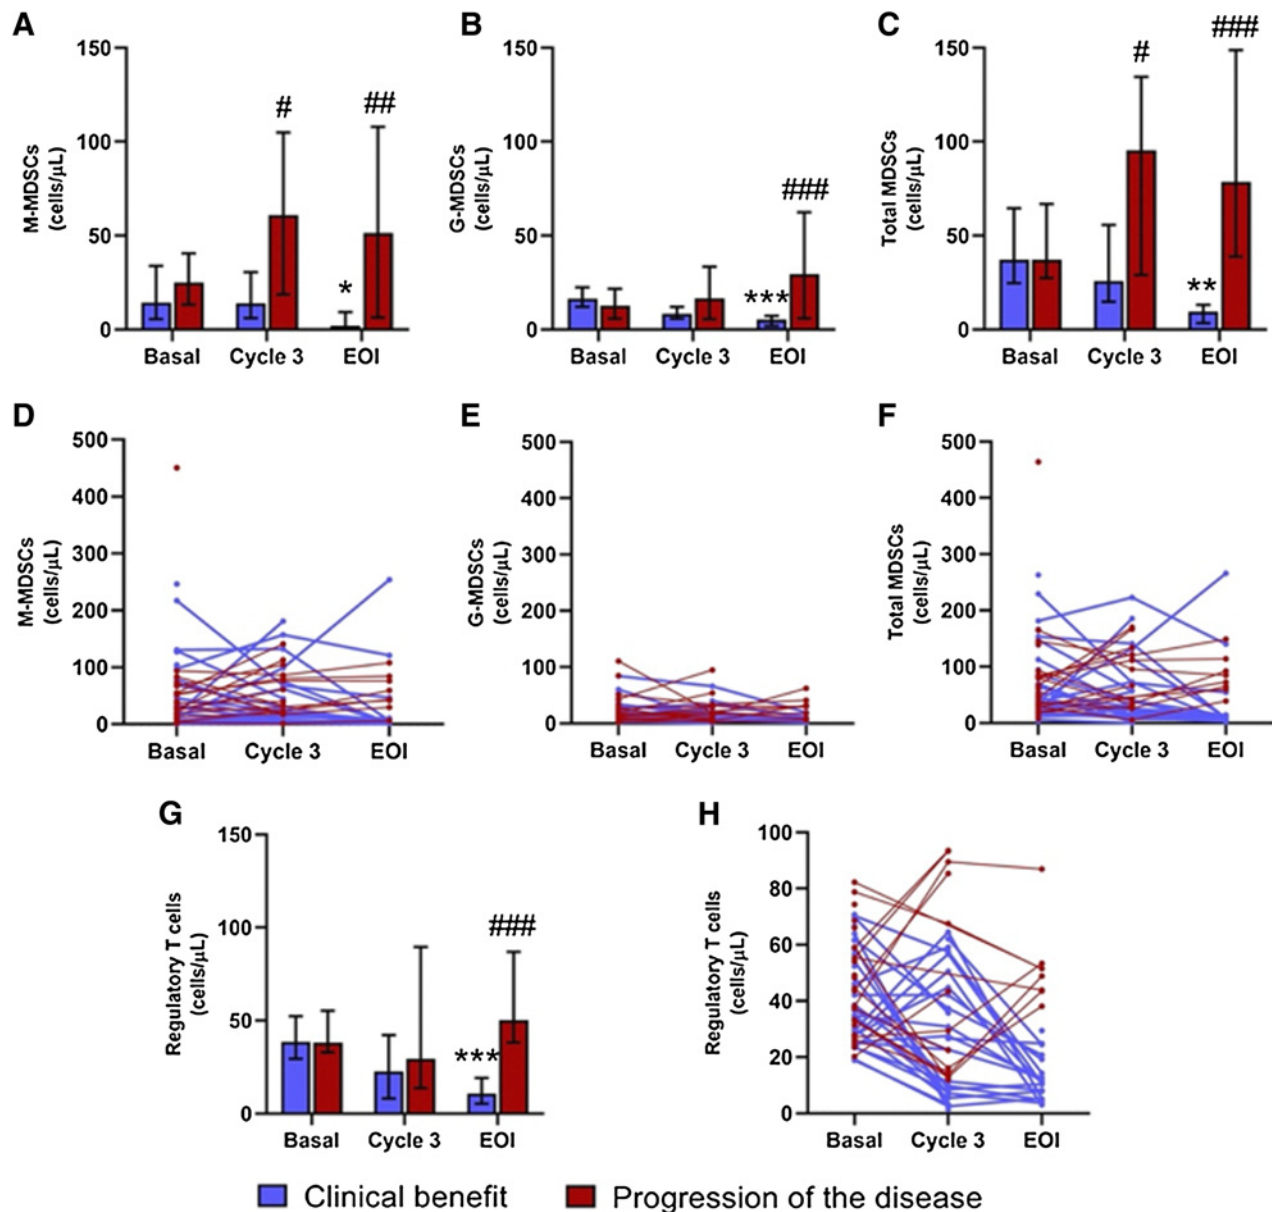 A
M-MDSCs
(cells/μL)
150
100
50
0
#
##
*
Basal Cycle 3 EOI
B
G-MDSCs
(cells/μL)
150
100
50
0
***
###
Basal Cycle 3 EOI
C
Total MDSCs
(cells/μL)
150
100
50
0
#
###
**
Basal Cycle 3 EOI
D
M-MDSCs
(cells/μL)
500
400
300
200
100
0
Basal Cycle 3 EOI
E
G-MDSCs
(cells/μL)
500
400
300
200
100
0
Basal Cycle 3 EOI
F
Total MDSCs
(cells/μL)
500
400
300
200
100
0
Basal Cycle 3 EOI
G
Regulatory T cells
(cells/μL)
150
100
50
0
***
###
Basal Cycle 3 EOI
H
Regulatory T cells
(cells/μL)
100
80
60
40
20
0
Basal Cycle 3 EOI
Clinical benefit
Progression of the disease